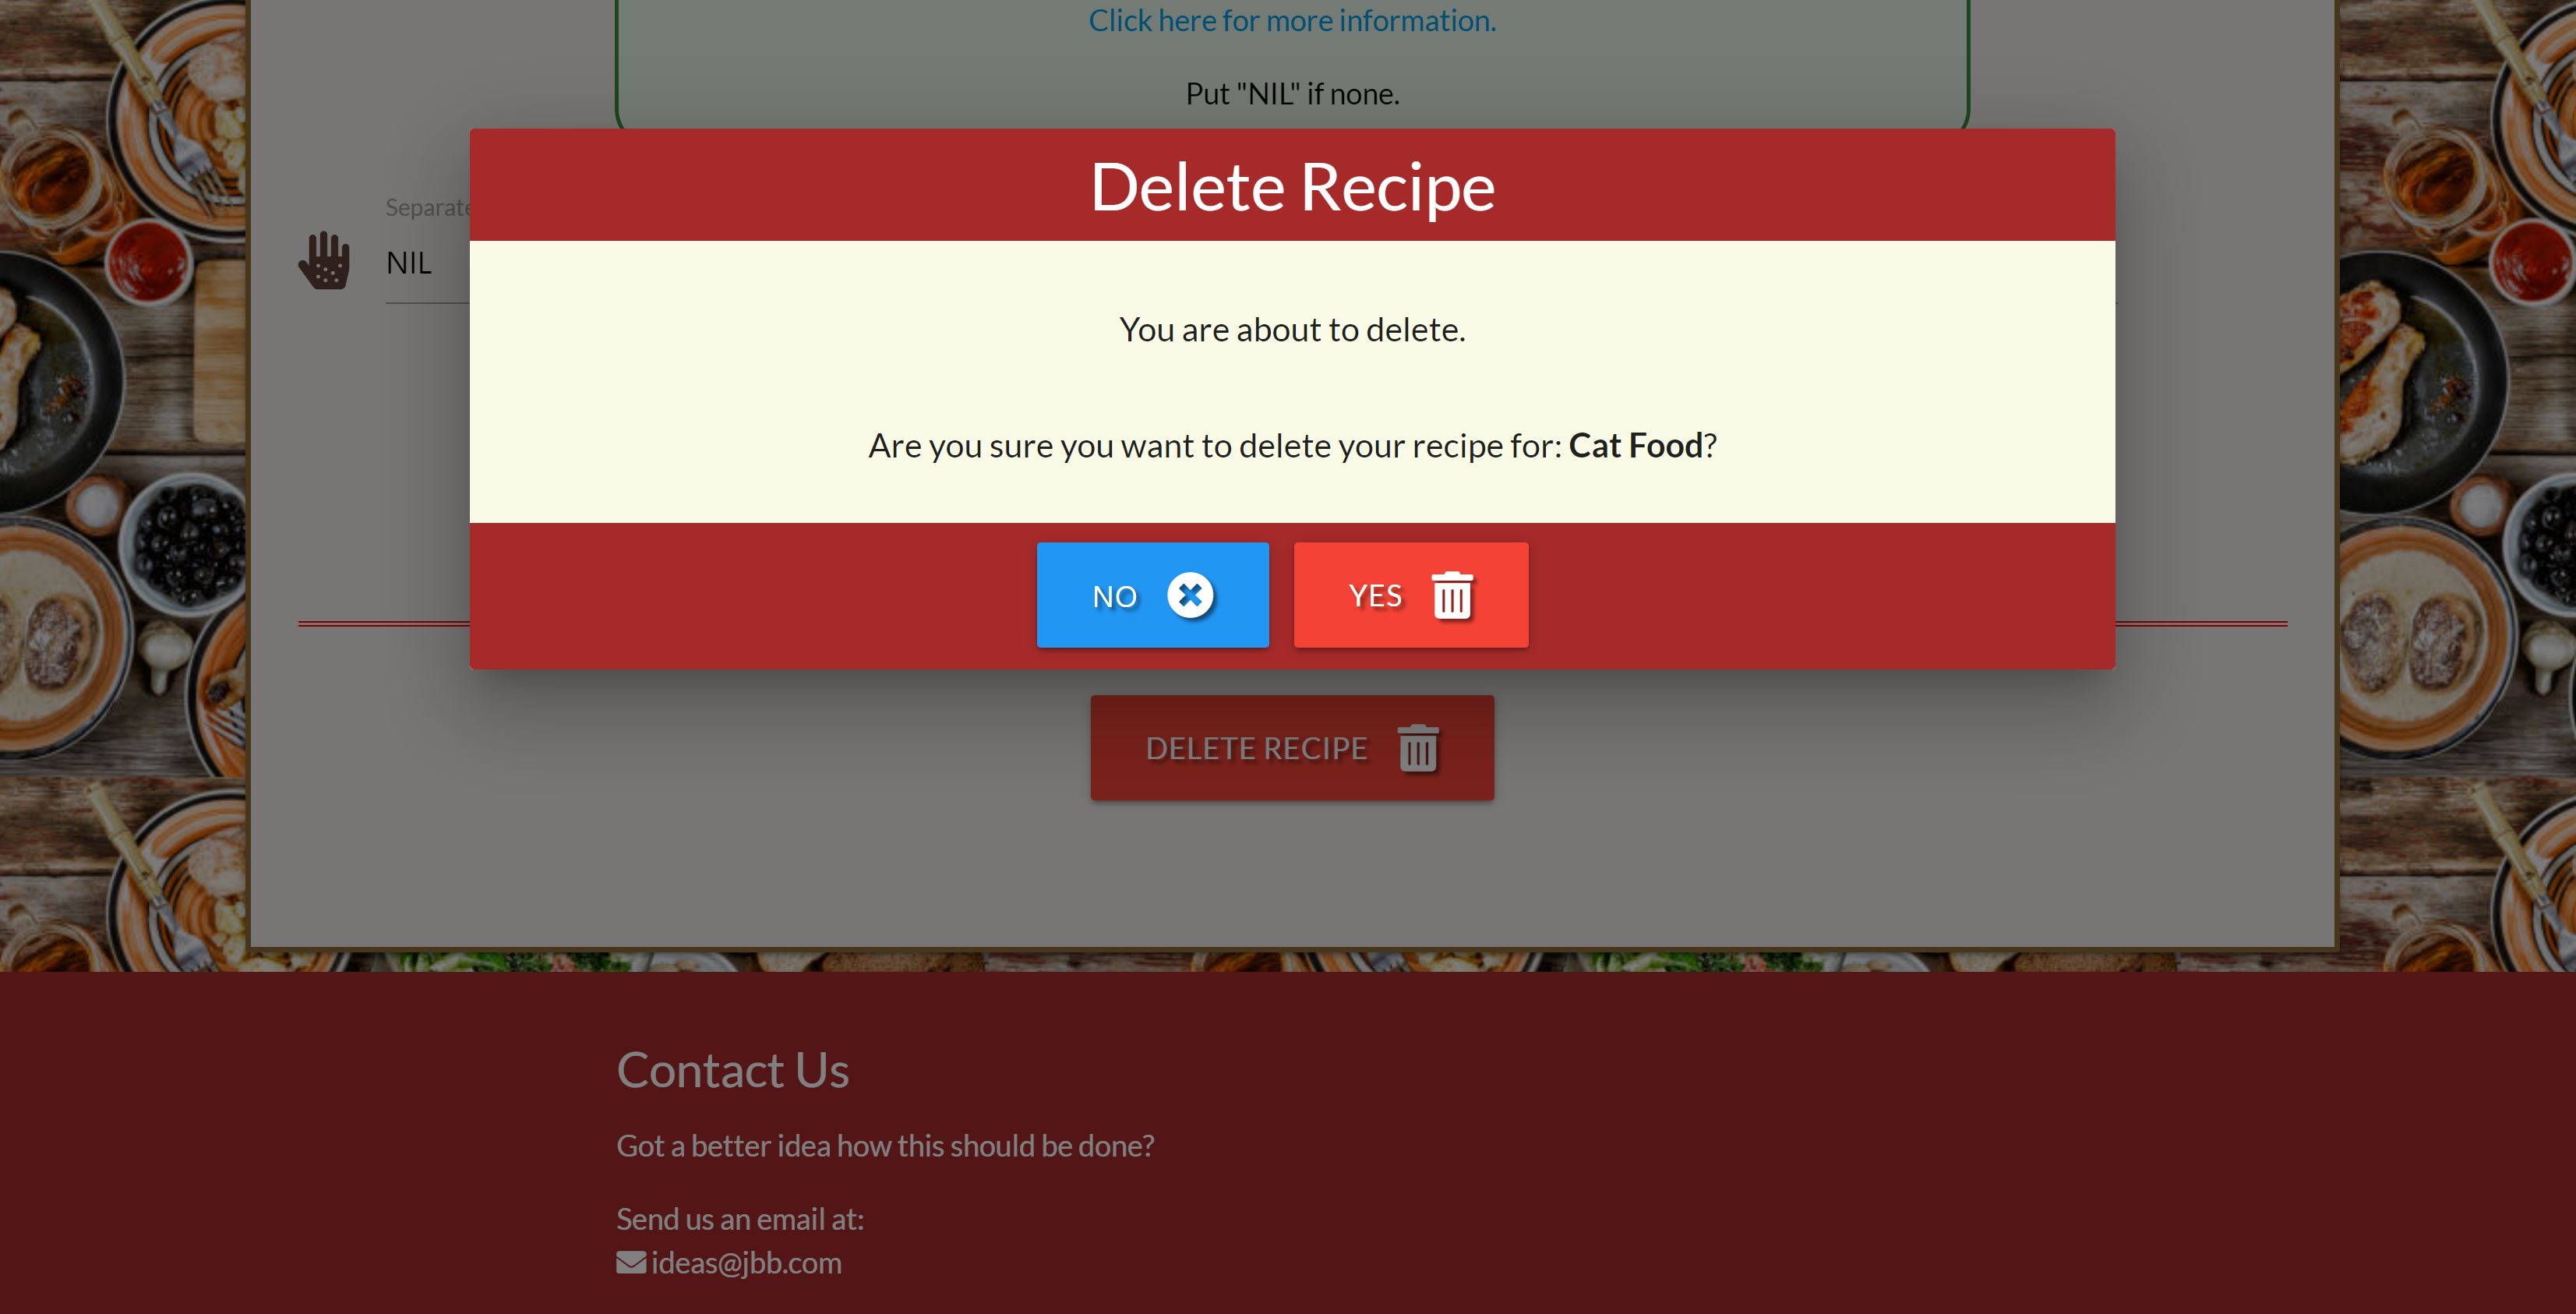 Click here for more information.
Put "NIL" if none.
Delete Recipe
Separate
NIL
You are about to delete.
Are you sure you want to delete your recipe for: Cat Food?
NO
YES
DELETE RECIPE
Contact Us
Got a better idea how this should be done?
Send us an email at:
ideas@jbb.com